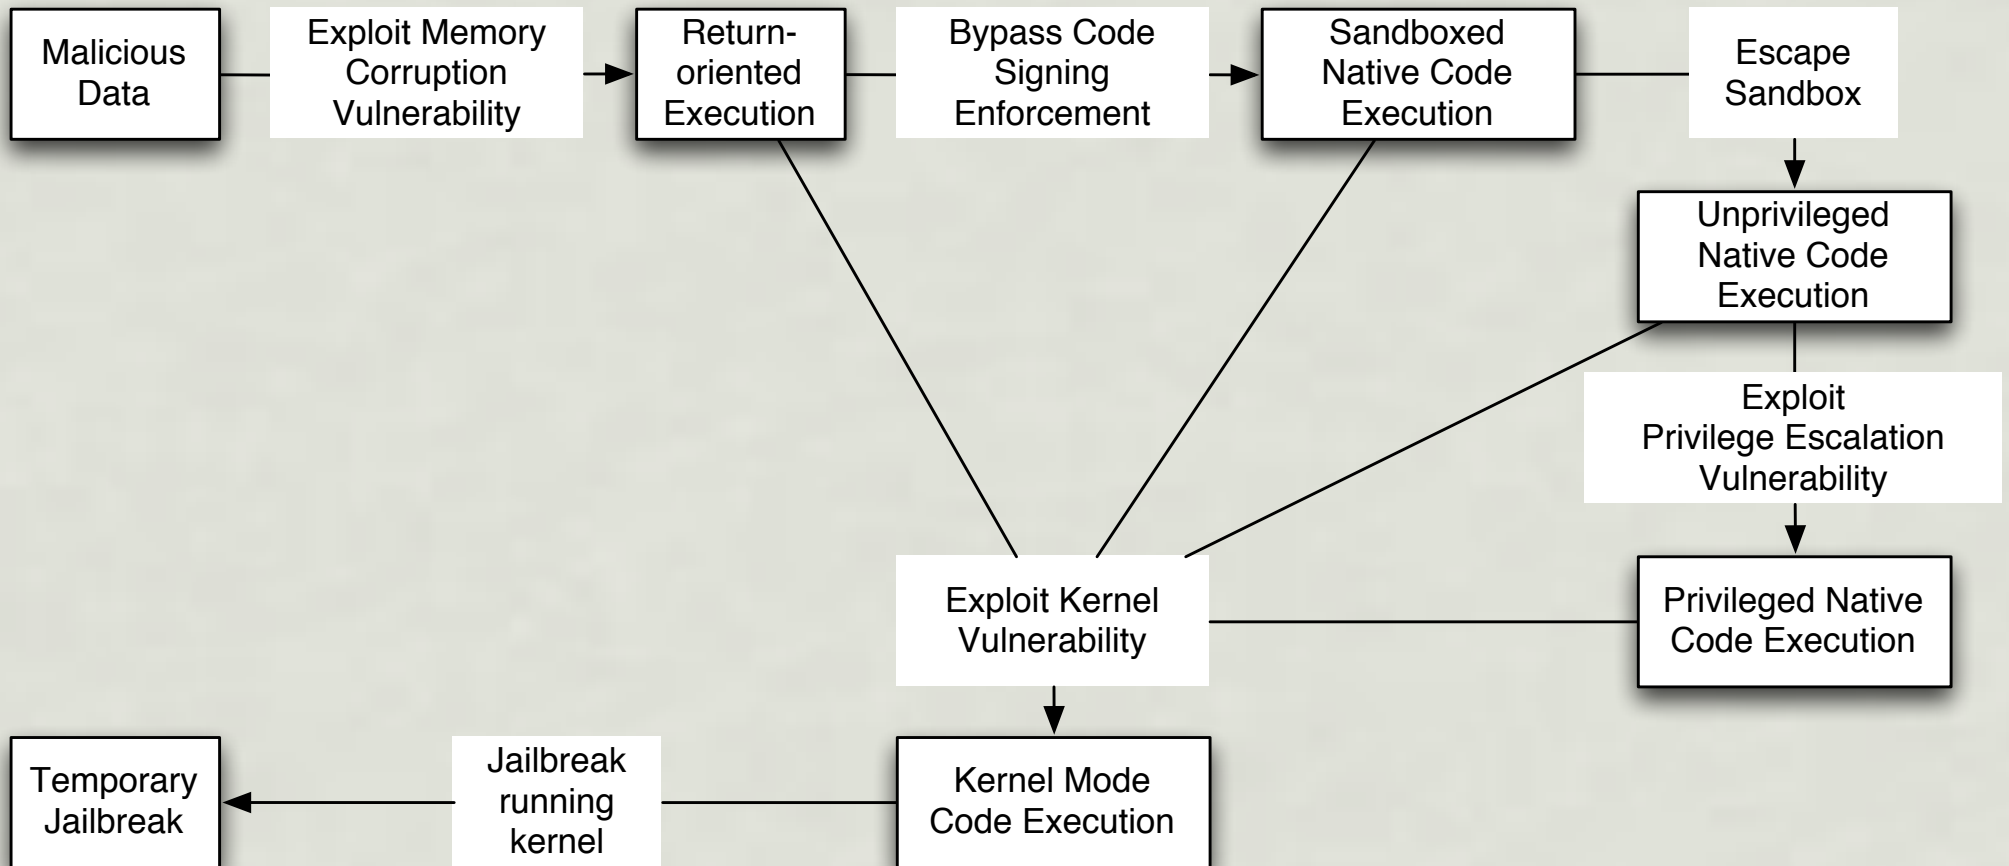 Malicious
Data
Exploit Memory
Corruption
Vulnerability
Return-
oriented
Execution
Bypass Code
Signing
Enforcement
Sandboxed
Native Code
Execution
Escape
Sandbox
Unprivileged
Native Code
Execution
Exploit
Privilege Escalation
Vulnerability
Privileged Native
Code Execution
Exploit Kernel
Vulnerability
Kernel Mode
Code Execution
Jailbreak
running
kernel
Temporary
Jailbreak